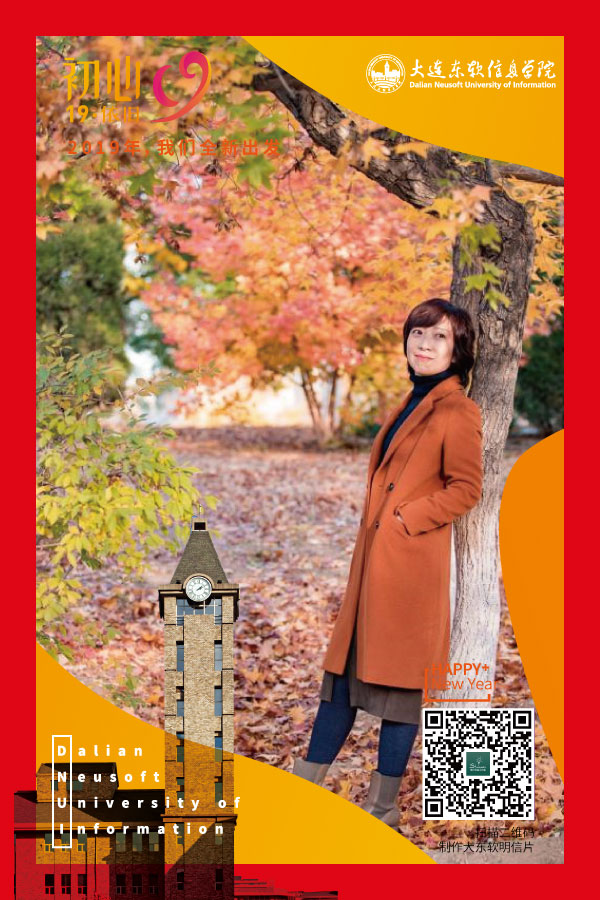 初心
19
2019年，我们全新出发
大连东软信息学院
Dalian Neusoft University of Information
HAPPY+
New Year
Dalian
Neusoft
University of
Information
扫描二维码
制作大东软明信片